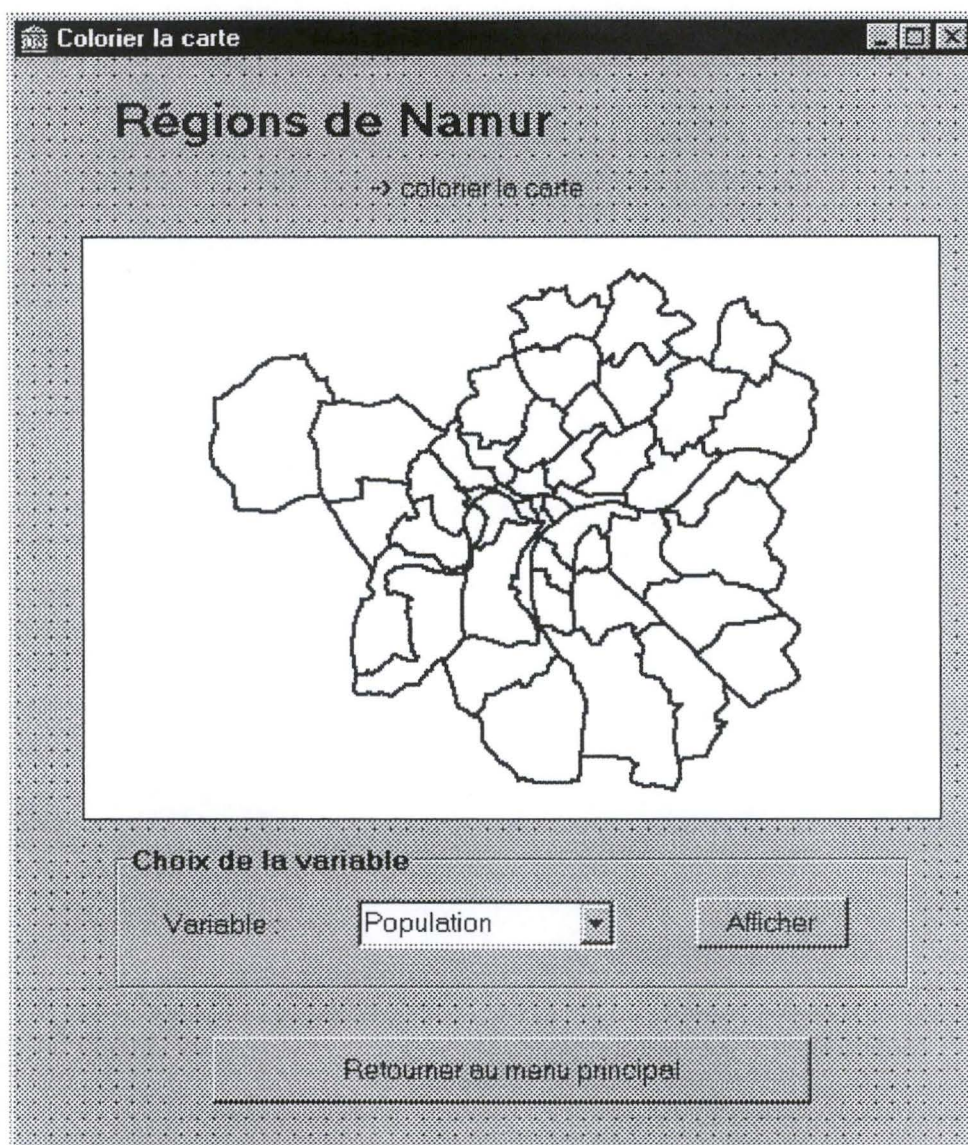 Colorier la carte
Régions de Namur
-> colorier la carte
Choix de la variable
Variable :
Population
Afficher
Retourner au menu principal